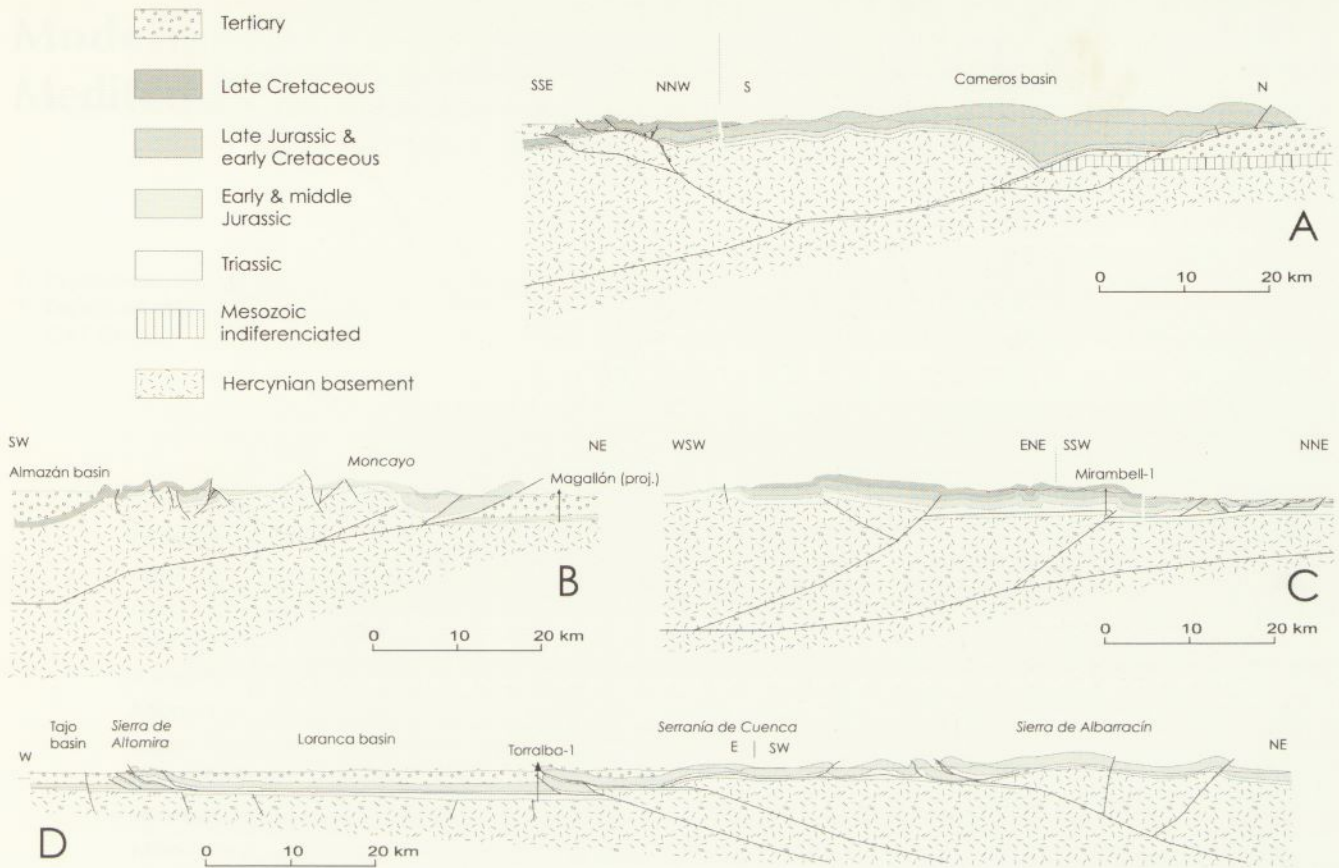 Tertiary
Late Cretaceous
Late Jurassic &
early Cretaceous
Early & middle
Jurassic
Triassic
Mesozoic
indiferenciated
Hercynian basement
SSE
NNW
S
Cameros basin
N
A
0 10 20 km
SW
NE
Almazán basin
Moncayo
Magallón (proj.)
B
0 10 20 km
WSW
ENE
SSW
NNE
Mirambell-1
C
0 10 20 km
W
Tajo
basin
Sierra de
Altomira
Loranca basin
Torralba-1
Serranía de Cuenca
E | SW
Sierra de Albarracín
NE
D
0 10 20 km